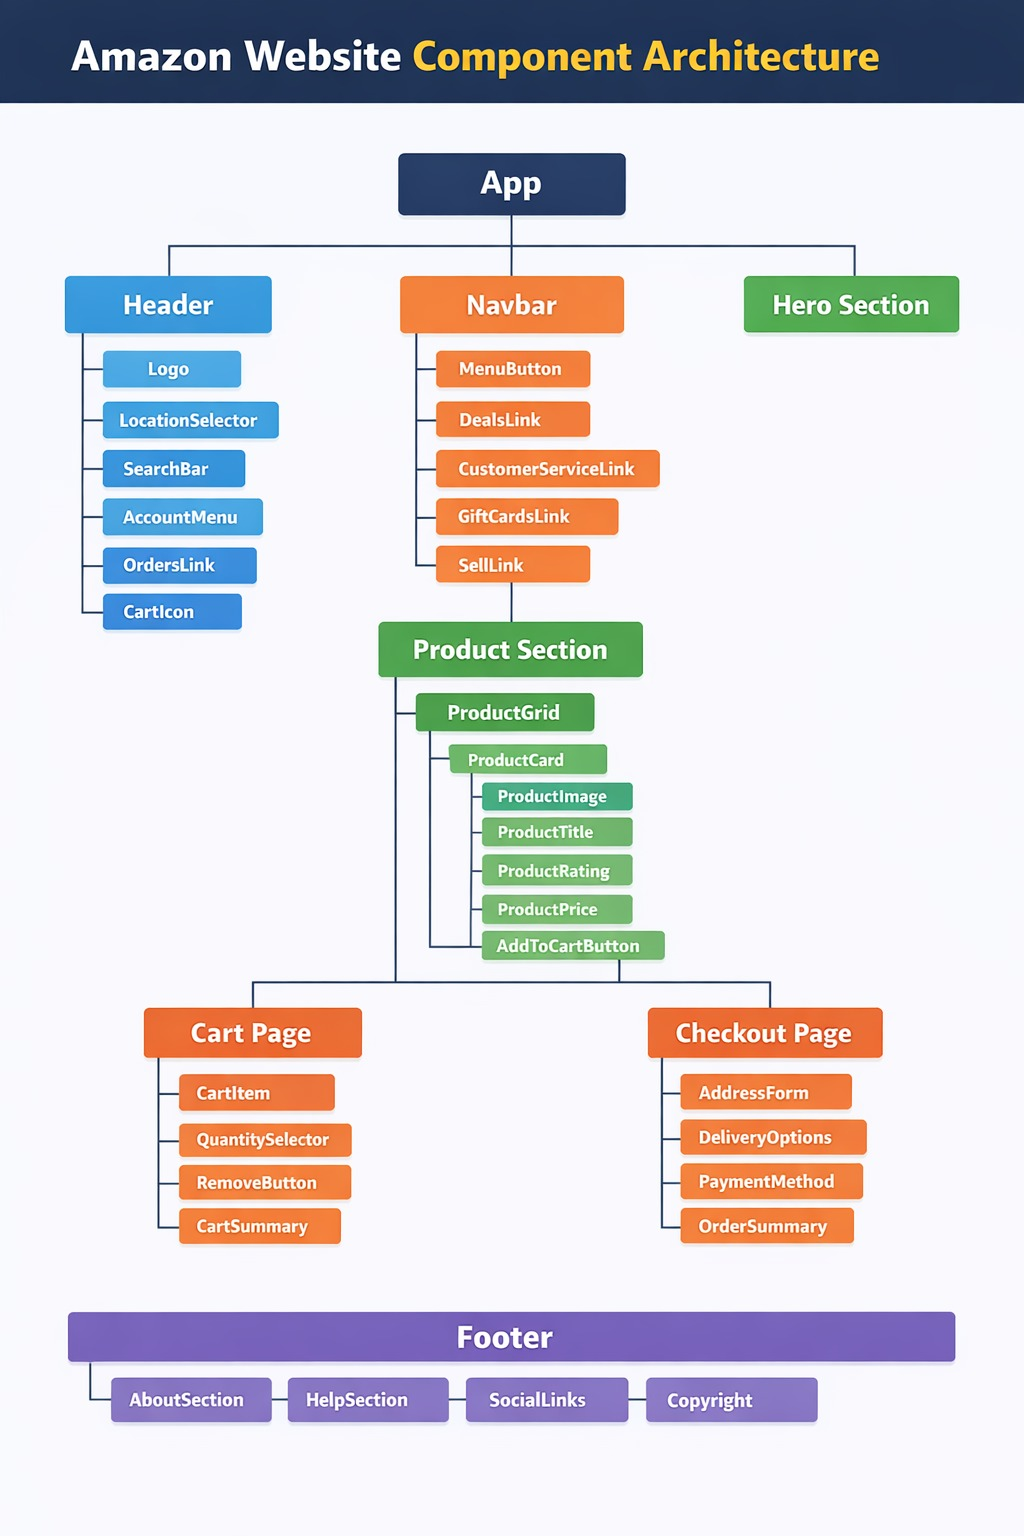 Amazon Website Component Architecture
App
Header
Navbar
Hero Section
Logo
LocationSelector
SearchBar
AccountMenu
OrdersLink
CartIcon
MenuButton
DealsLink
CustomerServiceLink
GiftCardsLink
SellLink
Product Section
ProductGrid
ProductCard
ProductImage
ProductTitle
ProductRating
ProductPrice
AddToCartButton
Cart Page
CartItem
QuantitySelector
RemoveButton
CartSummary
Checkout Page
AddressForm
DeliveryOptions
PaymentMethod
OrderSummary
Footer
AboutSection
HelpSection
SocialLinks
Copyright